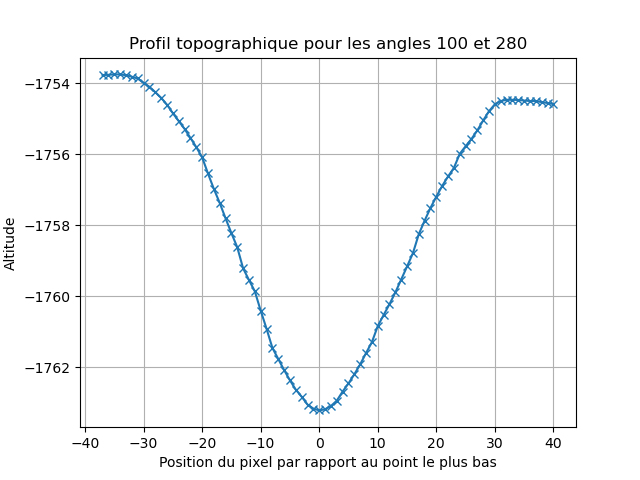 Profil topographique pour les angles 100 et 280
Altitude
−1754
−1756
−1758
−1760
−1762
−40 −30 −20 −10 0 10 20 30 40
Position du pixel par rapport au point le plus bas